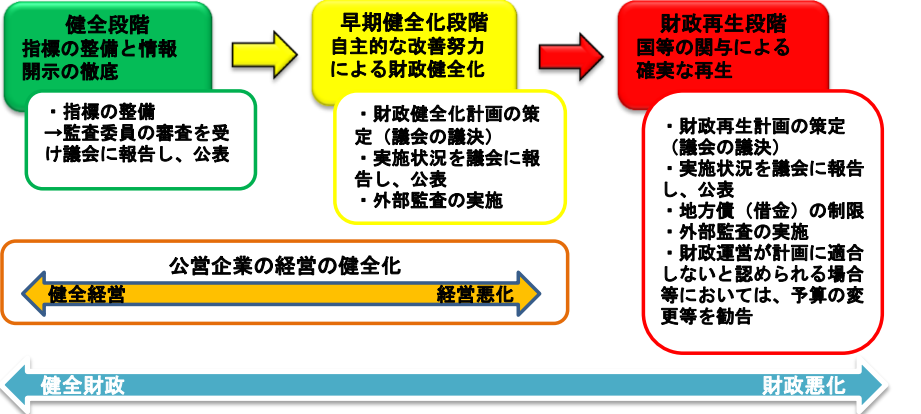 健全段階
指標の整備と情報
開示の徹底
・指標の整備
→監査委員の審査を受
け議会に報告し、公表
早期健全化段階
自主的な改善努力
による財政健全化
・財政健全化計画の策
定（議会の議決）
・実施状況を議会に報
告し、公表
・外部監査の実施
財政再生段階
国等の関与による
確実な再生
・財政再生計画の策定
（議会の議決）
・実施状況を議会に報告
し、公表
・地方債（借金）の制限
・外部監査の実施
・財政運営が計画に適合
しないと認められる場合
等においては、予算の変
更等を勧告
公営企業の経営の健全化
健全経営
経営悪化
健全財政
財政悪化